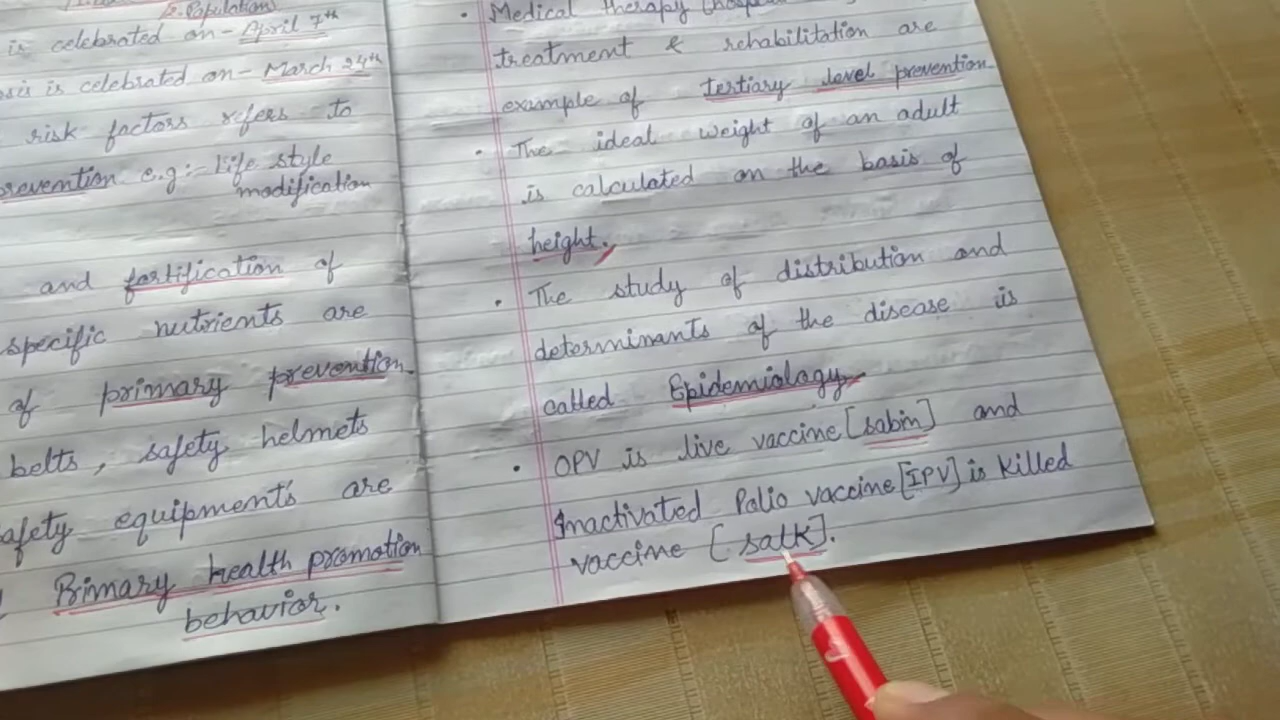 2. Population
is celebrated on- April 7th
is celebrated on- March 24th
risk factors refers to
prevention e.g:- Life style
modification
and fortification of
specific nutrients are
of primary prevention
belts, safety helmets
safety equipments are
Primary health promotion
behavior.
• Medical therapy
treatment & rehabilitation are
example of tertiary level prevention
• The ideal weight of an adult
is calculated on the basis of
height.
• The study of distribution and
determinants of the disease is
called Epidemiology
• OPV is live vaccine [sabin] and
Inactivated Polio vaccine [IPV] is killed
vaccine [salk].